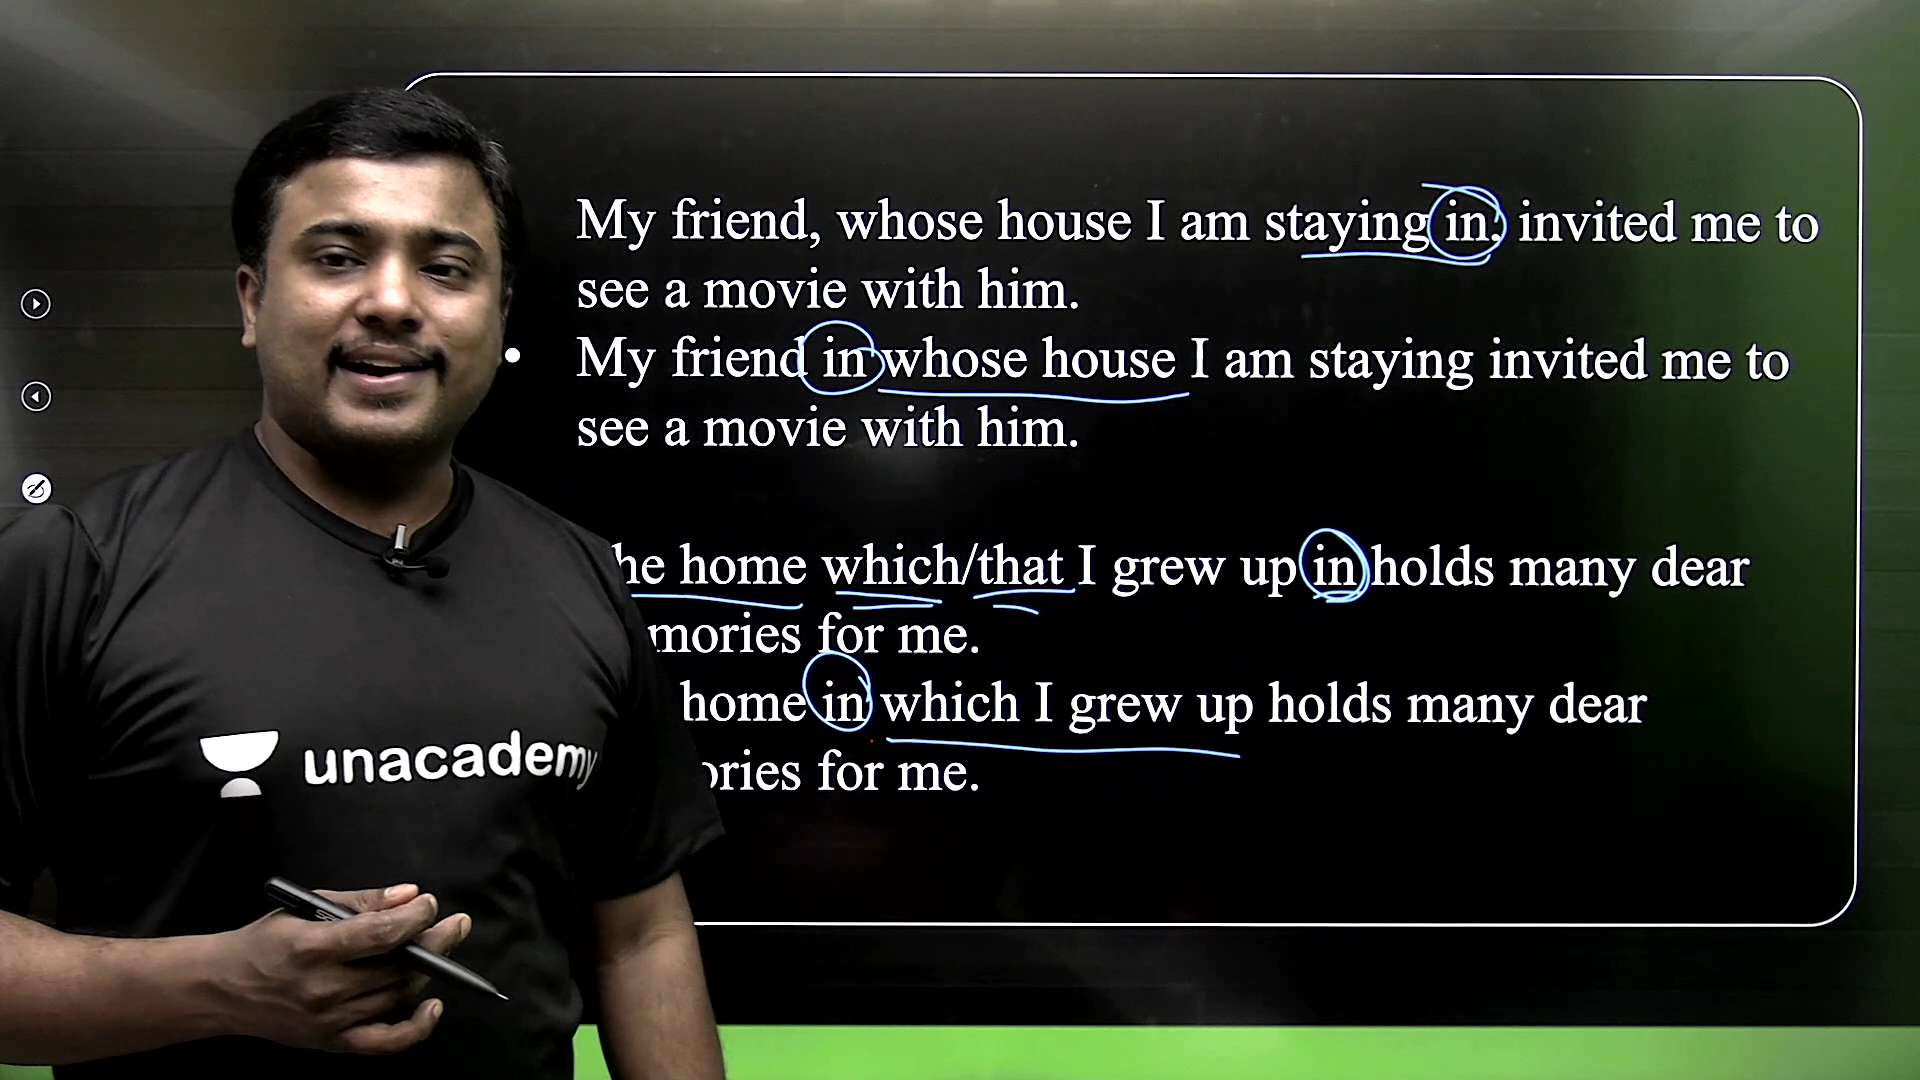 My friend, whose house I am staying in, invited me to
see a movie with him.
• My friend in whose house I am staying invited me to
see a movie with him.
he home which/that I grew up in holds many dear
mories for me.
home in which I grew up holds many dear
ories for me.
unacademy